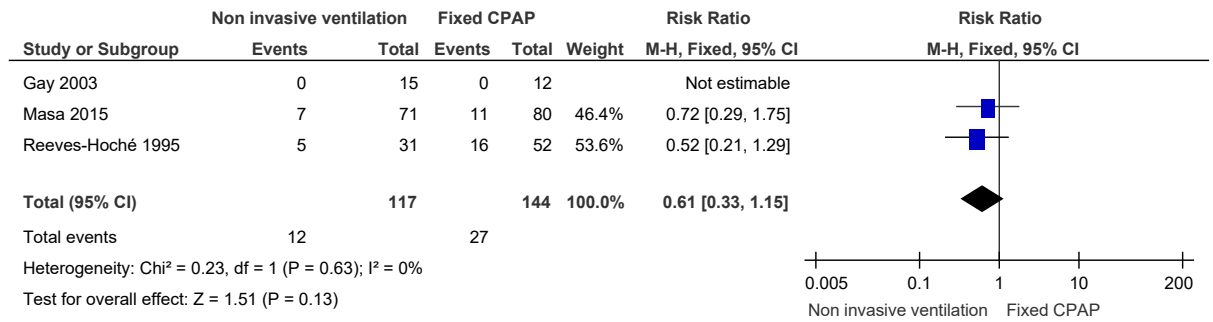 Non invasive ventilation Fixed CPAP Risk Ratio Risk Ratio
Study or Subgroup Events Total Events Total Weight M-H, Fixed, 95% CI M-H, Fixed, 95% CI
Gay 2003 0 15 0 12 Not estimable
Masa 2015 7 71 11 80 46.4% 0.72 [0.29, 1.75]
Reeves-Hoché 1995 5 31 16 52 53.6% 0.52 [0.21, 1.29]
Total (95% CI) 117 144 100.0% 0.61 [0.33, 1.15]
Total events 12 27
Heterogeneity: Chi² = 0.23, df = 1 (P = 0.63); I² = 0%
Test for overall effect: Z = 1.51 (P = 0.13)
0.005 0.1 1 10 200
Non invasive ventilation Fixed CPAP